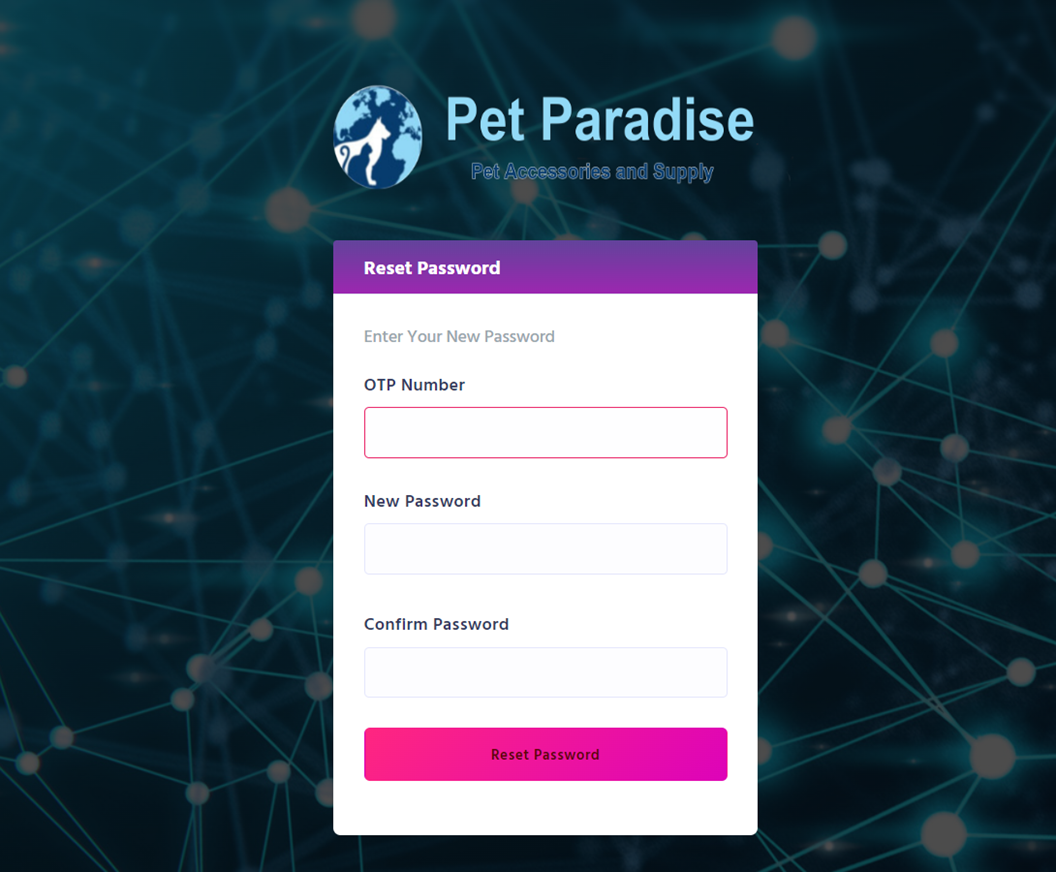 Pet Paradise
Pet Accessories and Supply
Reset Password
Enter Your New Password
OTP Number
New Password
Confirm Password
Reset Password